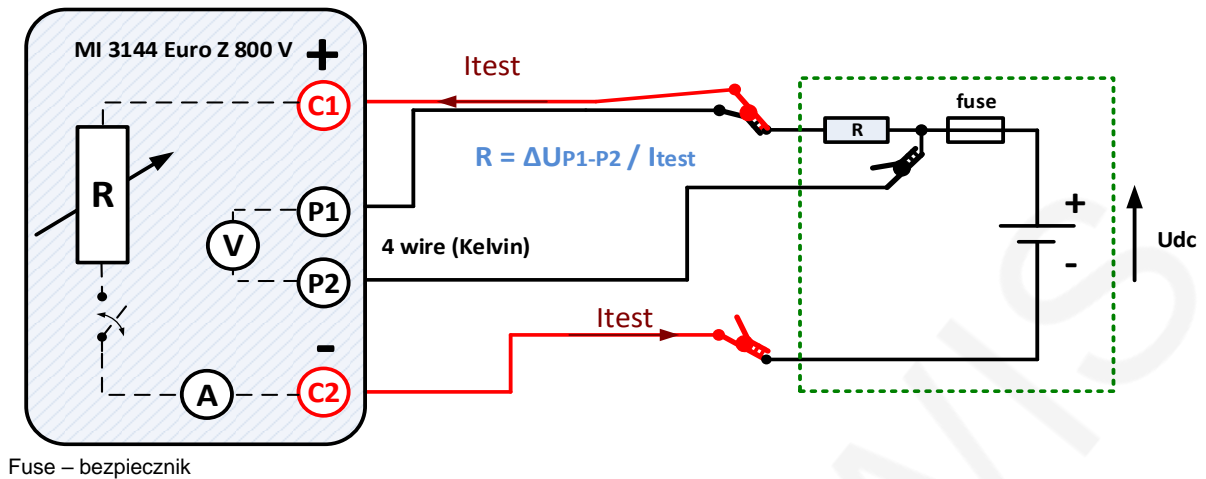 MI 3144 Euro Z 800 V +
C1
R
P1
V
P2
-
A
C2
Itest
R = ΔUP1-P2 / Itest
4 wire (Kelvin)
Itest
fuse
R
+
-
Udc
Fuse – bezpiecznik